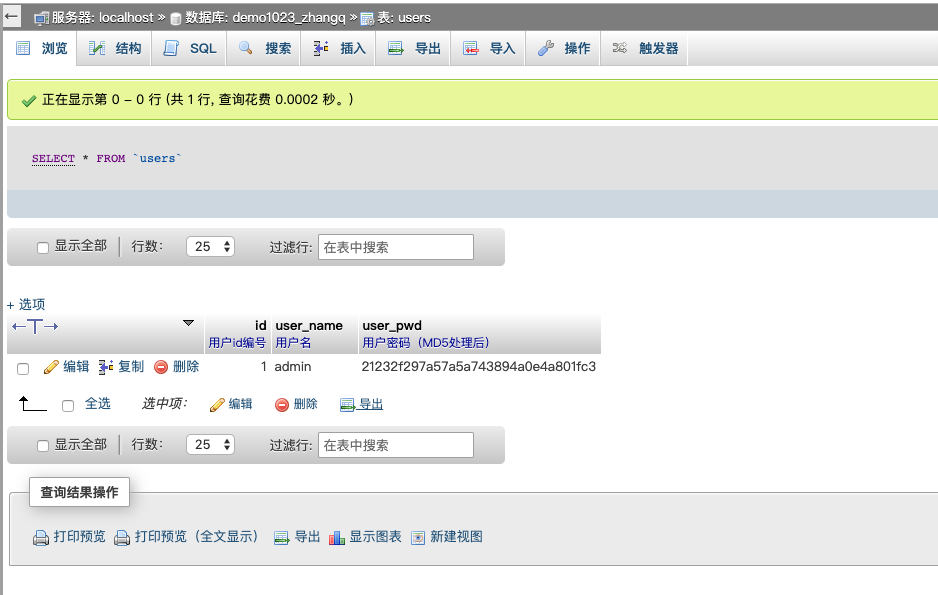 服务器: localhost » 数据库: demo1023_zhangq » 表: users
浏览 结构 SQL 搜索 插入 导出 导入 操作 触发器
正在显示第 0 - 0 行 (共 1 行, 查询花费 0.0002 秒。)
SELECT * FROM `users`
显示全部 行数: 25 过滤行: 在表中搜索
+ 选项
←T→ id user_name user_pwd
用户id编号 用户名 用户密码（MD5处理后）
编辑 复制 删除 1 admin 21232f297a57a5a743894a0e4a801fc3
全选 选中项: 编辑 删除 导出
显示全部 行数: 25 过滤行: 在表中搜索
查询结果操作
打印预览 打印预览（全文显示） 导出 显示图表 新建视图